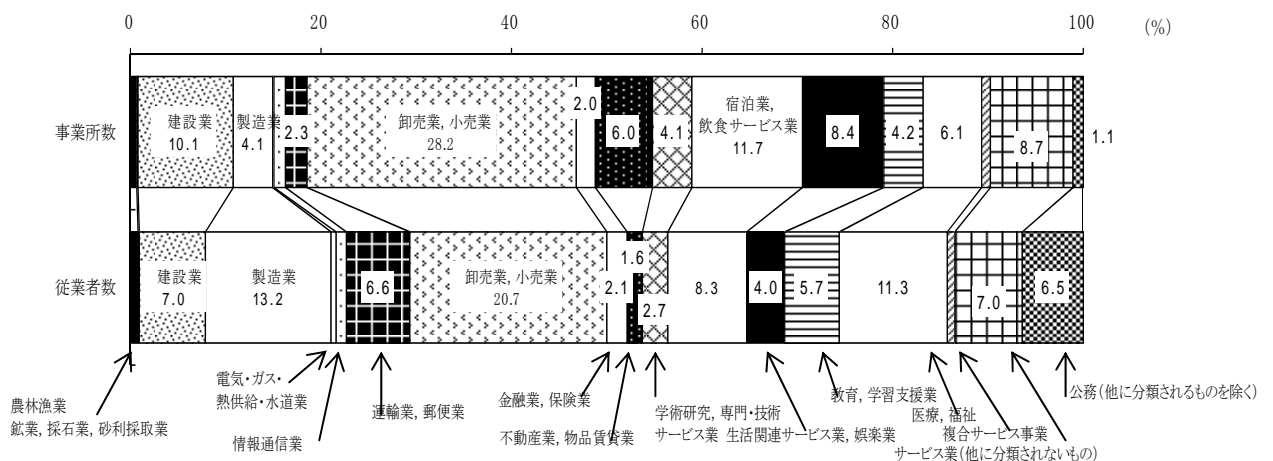 0 20 40 60 80 100 (%)
事業所数
建設業
10.1
製造業
4.1
2.3
卸売業,小売業
28.2
2.0
6.0
4.1
宿泊業,
飲食サービス業
11.7
8.4
4.2
6.1
8.7
1.1
従業者数
建設業
7.0
製造業
13.2
6.6
卸売業,小売業
20.7
2.1
1.6
2.7
8.3
4.0
5.7
11.3
7.0
6.5
農林漁業
鉱業,採石業,砂利採取業
電気・ガス・
熱供給・水道業
情報通信業
運輸業,郵便業
金融業,保険業
不動産業,物品賃貸業
学術研究,専門・技術
サービス業
生活関連サービス業,娯楽業
教育,学習支援業
医療,福祉
複合サービス事業
サービス業(他に分類されないもの)
公務(他に分類されるものを除く)